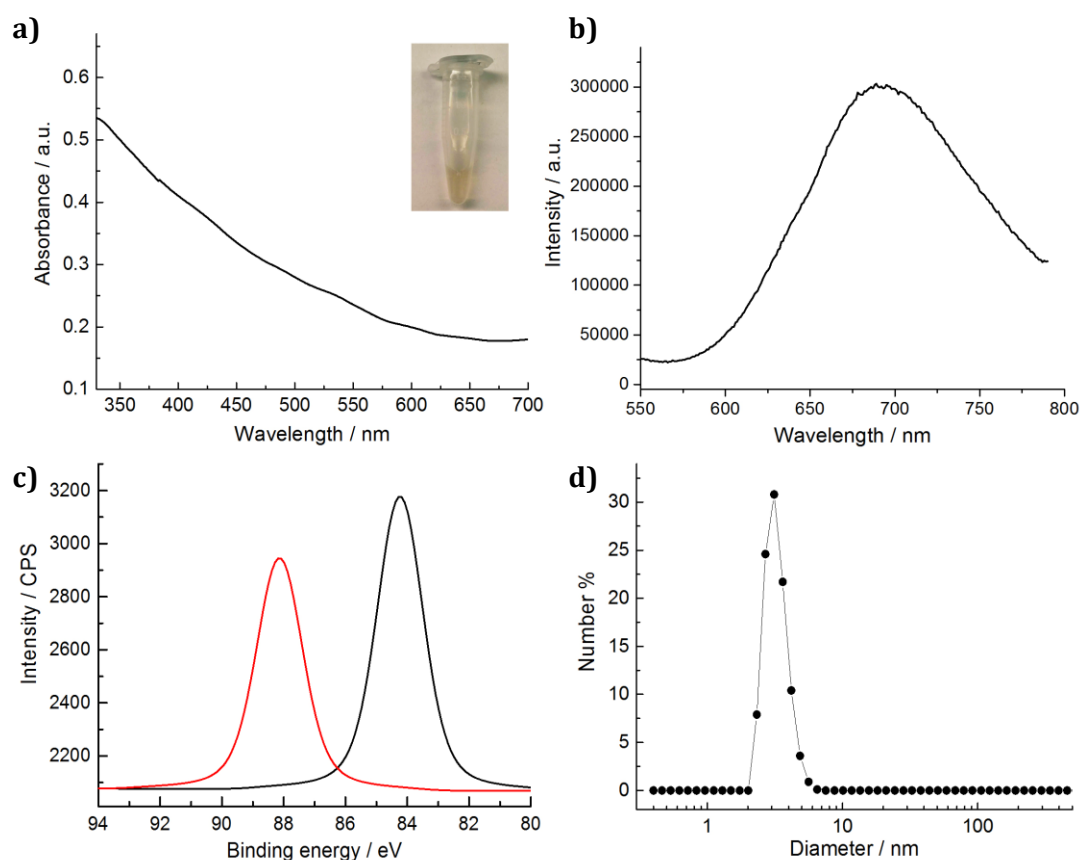 a)
0.6
0.5
0.4
0.3
0.2
0.1
Absorbance / a.u.
350 400 450 500 550 600 650 700
Wavelength / nm
b)
300000
250000
200000
150000
100000
50000
0
Intensity / a.u.
550 600 650 700 750 800
Wavelength / nm
c)
3200
3000
2800
2600
2400
2200
Intensity / CPS
94 92 90 88 86 84 82 80
Binding energy / eV
d)
30
25
20
15
10
5
0
Number %
1 10 100
Diameter / nm